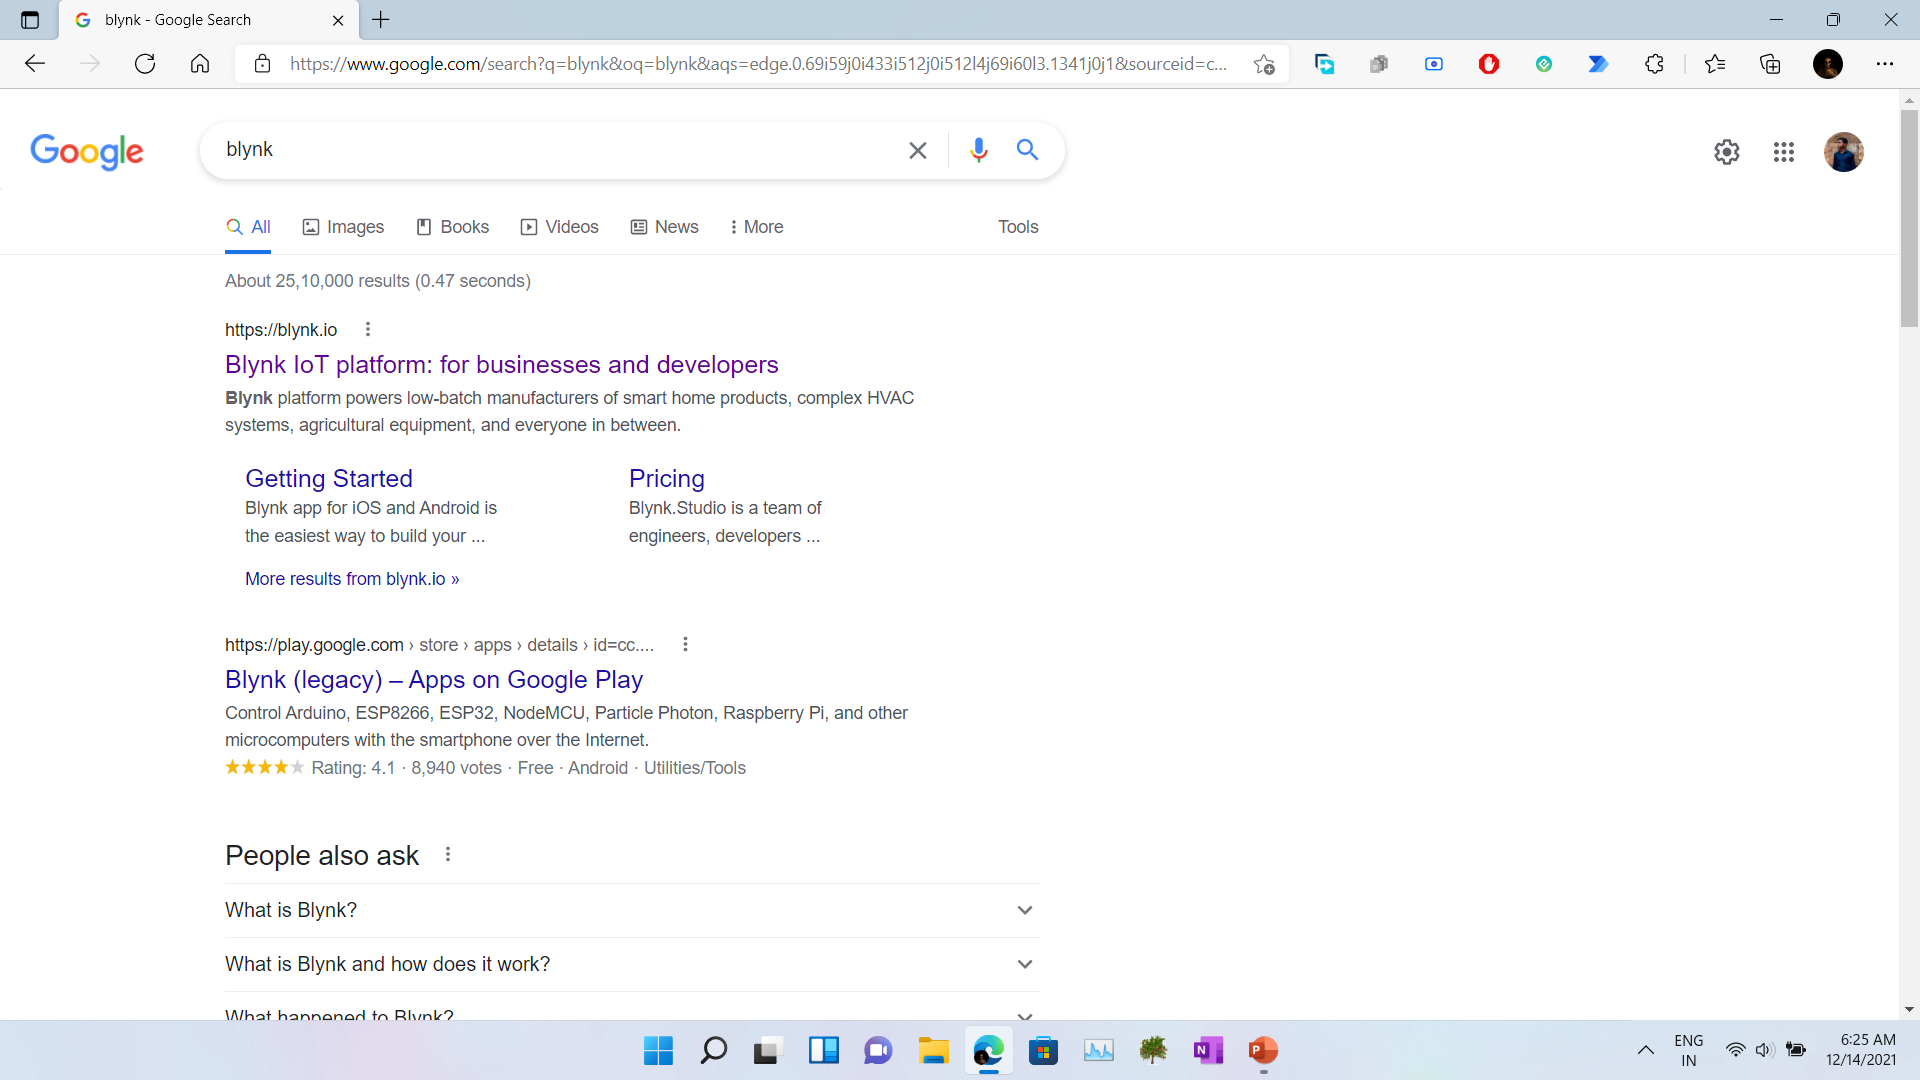 blynk - Google Search
https://www.google.com/search?q=blynk&oq=blynk&aqs=edge.0.69i59j0i433i512j0i512l4j69i60l3.1341j0j1&sourceid=c...
Google
blynk
All
Images
Books
Videos
News
More
Tools
About 25,10,000 results (0.47 seconds)
https://blynk.io
Blynk IoT platform: for businesses and developers
Blynk platform powers low-batch manufacturers of smart home products, complex HVAC
systems, agricultural equipment, and everyone in between.
Getting Started
Blynk app for iOS and Android is
the easiest way to build your ...
Pricing
Blynk.Studio is a team of
engineers, developers ...
More results from blynk.io »
https://play.google.com › store › apps › details › id=cc....
Blynk (legacy) – Apps on Google Play
Control Arduino, ESP8266, ESP32, NodeMCU, Particle Photon, Raspberry Pi, and other
microcomputers with the smartphone over the Internet.
Rating: 4.1 · 8,940 votes · Free · Android · Utilities/Tools
People also ask
What is Blynk?
What is Blynk and how does it work?
What happened to Blynk?
N
P
ENG
IN
6:25 AM
12/14/2021